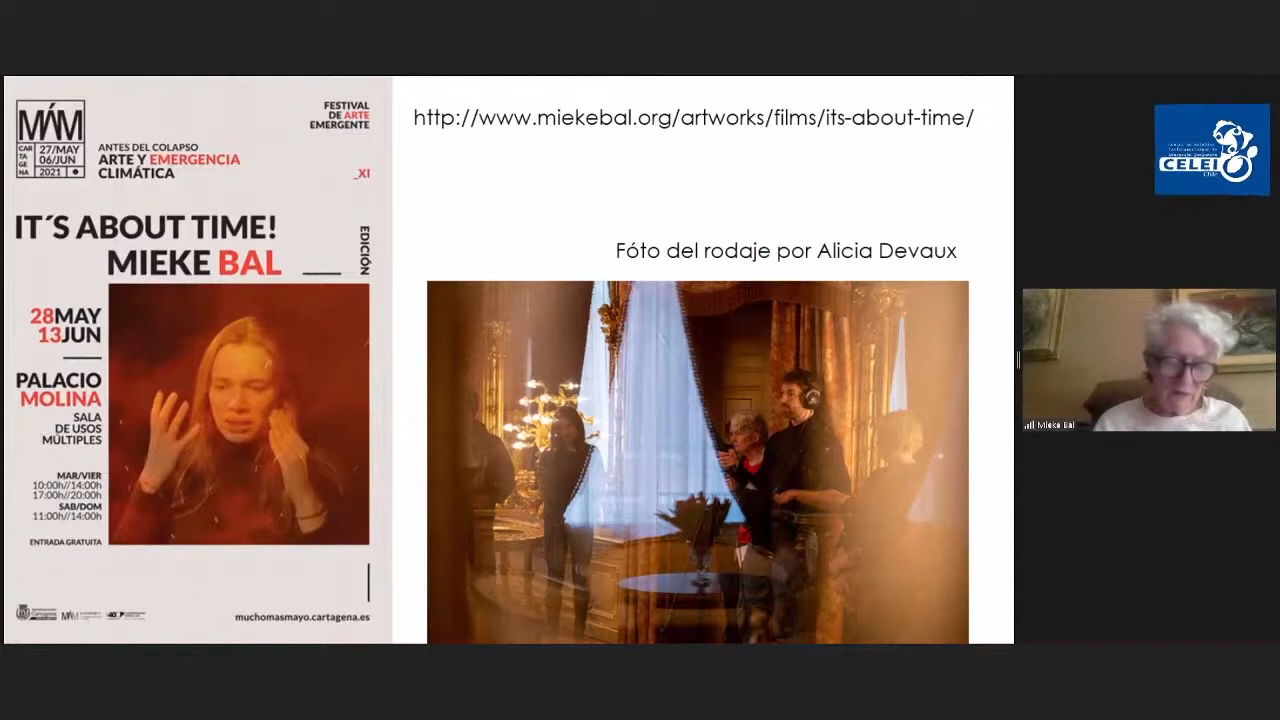 MÁM
CAR
TA
GE
NA
27/MAY
06/JUN
2021
FESTIVAL
DE ARTE
EMERGENTE
ANTES DEL COLAPSO
ARTE Y EMERGENCIA
CLIMÁTICA
_XI
EDICIÓN
IT´S ABOUT TIME!
MIEKE BAL
28MAY
13JUN
PALACIO
MOLINA
SALA
DE USOS
MÚLTIPLES
MAR/VIER
10:00h//14:00h
17:00h//20:00h
SAB/DOM
11:00h//14:00h
ENTRADA GRATUITA
Cartagena
MÁM
muchomasmayo.cartagena.es
http://www.miekebal.org/artworks/films/its-about-time/
Fóto del rodaje por Alicia Devaux
CELEI
Chile
Mieke Bal